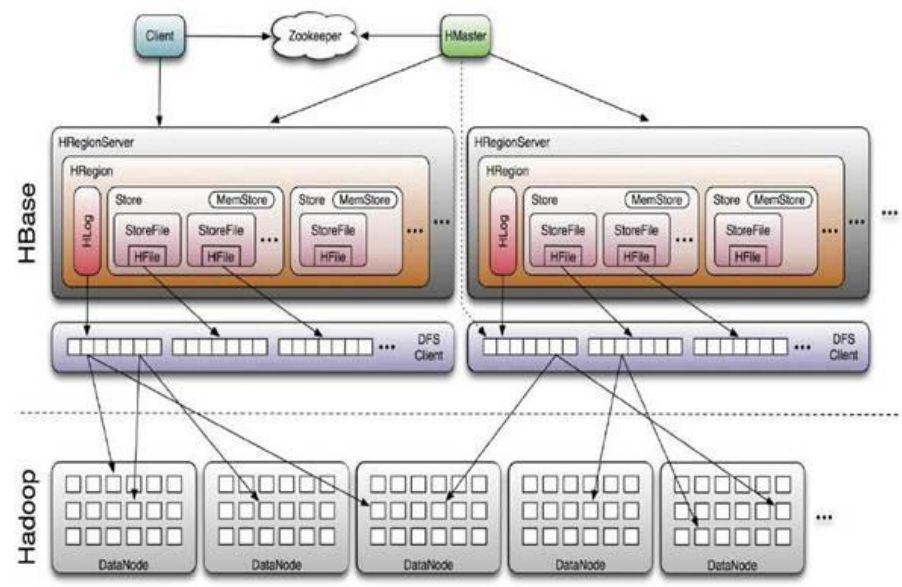 Client
Zookeeper
HMaster
HBase
HRegionServer
HRegion
HLog
Store
MemStore
StoreFile
HFile
StoreFile
HFile
...
Store
MemStore
StoreFile
HFile
...
...
HRegionServer
HRegion
HLog
Store
MemStore
StoreFile
HFile
StoreFile
HFile
...
Store
MemStore
StoreFile
HFile
...
...
...
...
DFS
Client
...
DFS
Client
Hadoop
DataNode
DataNode
DataNode
DataNode
DataNode
...